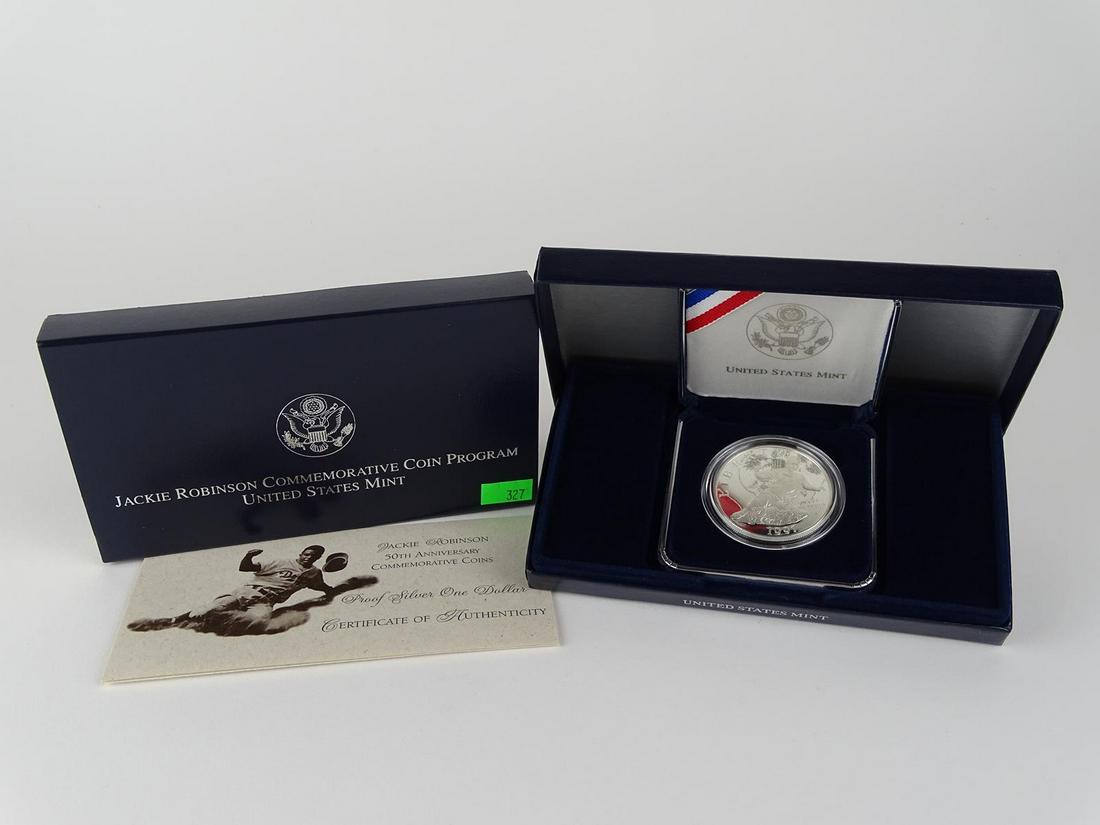 JACKIE ROBINSON COMMEMORATIVE COIN PROGRAM
UNITED STATES MINT
327
JACKIE ROBINSON
50TH ANNIVERSARY
COMMEMORATIVE COINS
Proof Silver One Dollar
CERTIFICATE OF AUTHENTICITY
UNITED STATES MINT
1997
UNITED STATES MINT